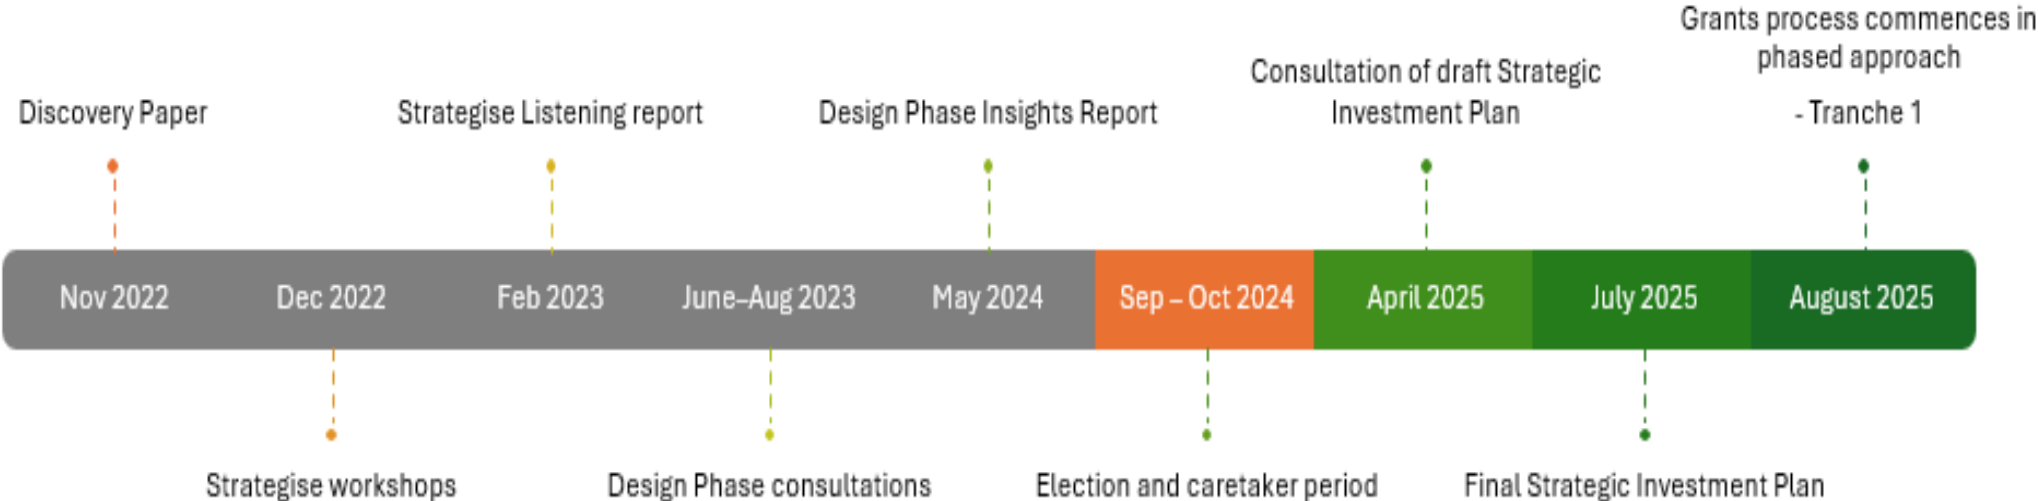 Grants process commences in
phased approach
- Tranche 1
Consultation of draft Strategic
Investment Plan
Discovery Paper
Strategise Listening report
Design Phase Insights Report
Nov 2022
Dec 2022
Feb 2023
June–Aug 2023
May 2024
Sep – Oct 2024
April 2025
July 2025
August 2025
Strategise workshops
Design Phase consultations
Election and caretaker period
Final Strategic Investment Plan